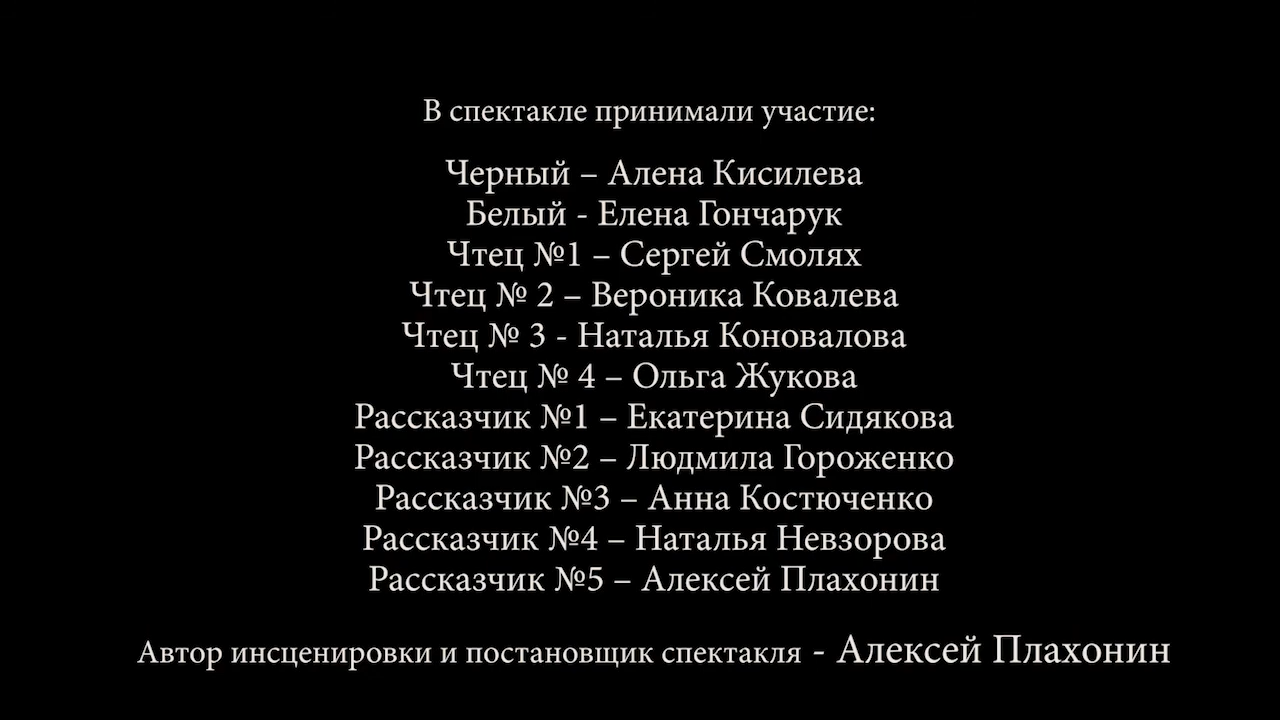 В спектакле принимали участие:
Черный – Алена Кисилева
Белый - Елена Гончарук
Чтец №1 – Сергей Смолях
Чтец № 2 – Вероника Ковалева
Чтец № 3 - Наталья Коновалова
Чтец № 4 – Ольга Жукова
Рассказчик №1 – Екатерина Сидякова
Рассказчик №2 – Людмила Гороженко
Рассказчик №3 – Анна Костюченко
Рассказчик №4 – Наталья Невзорова
Рассказчик №5 – Алексей Плахонин
Автор инсценировки и постановщик спектакля - Алексей Плахонин